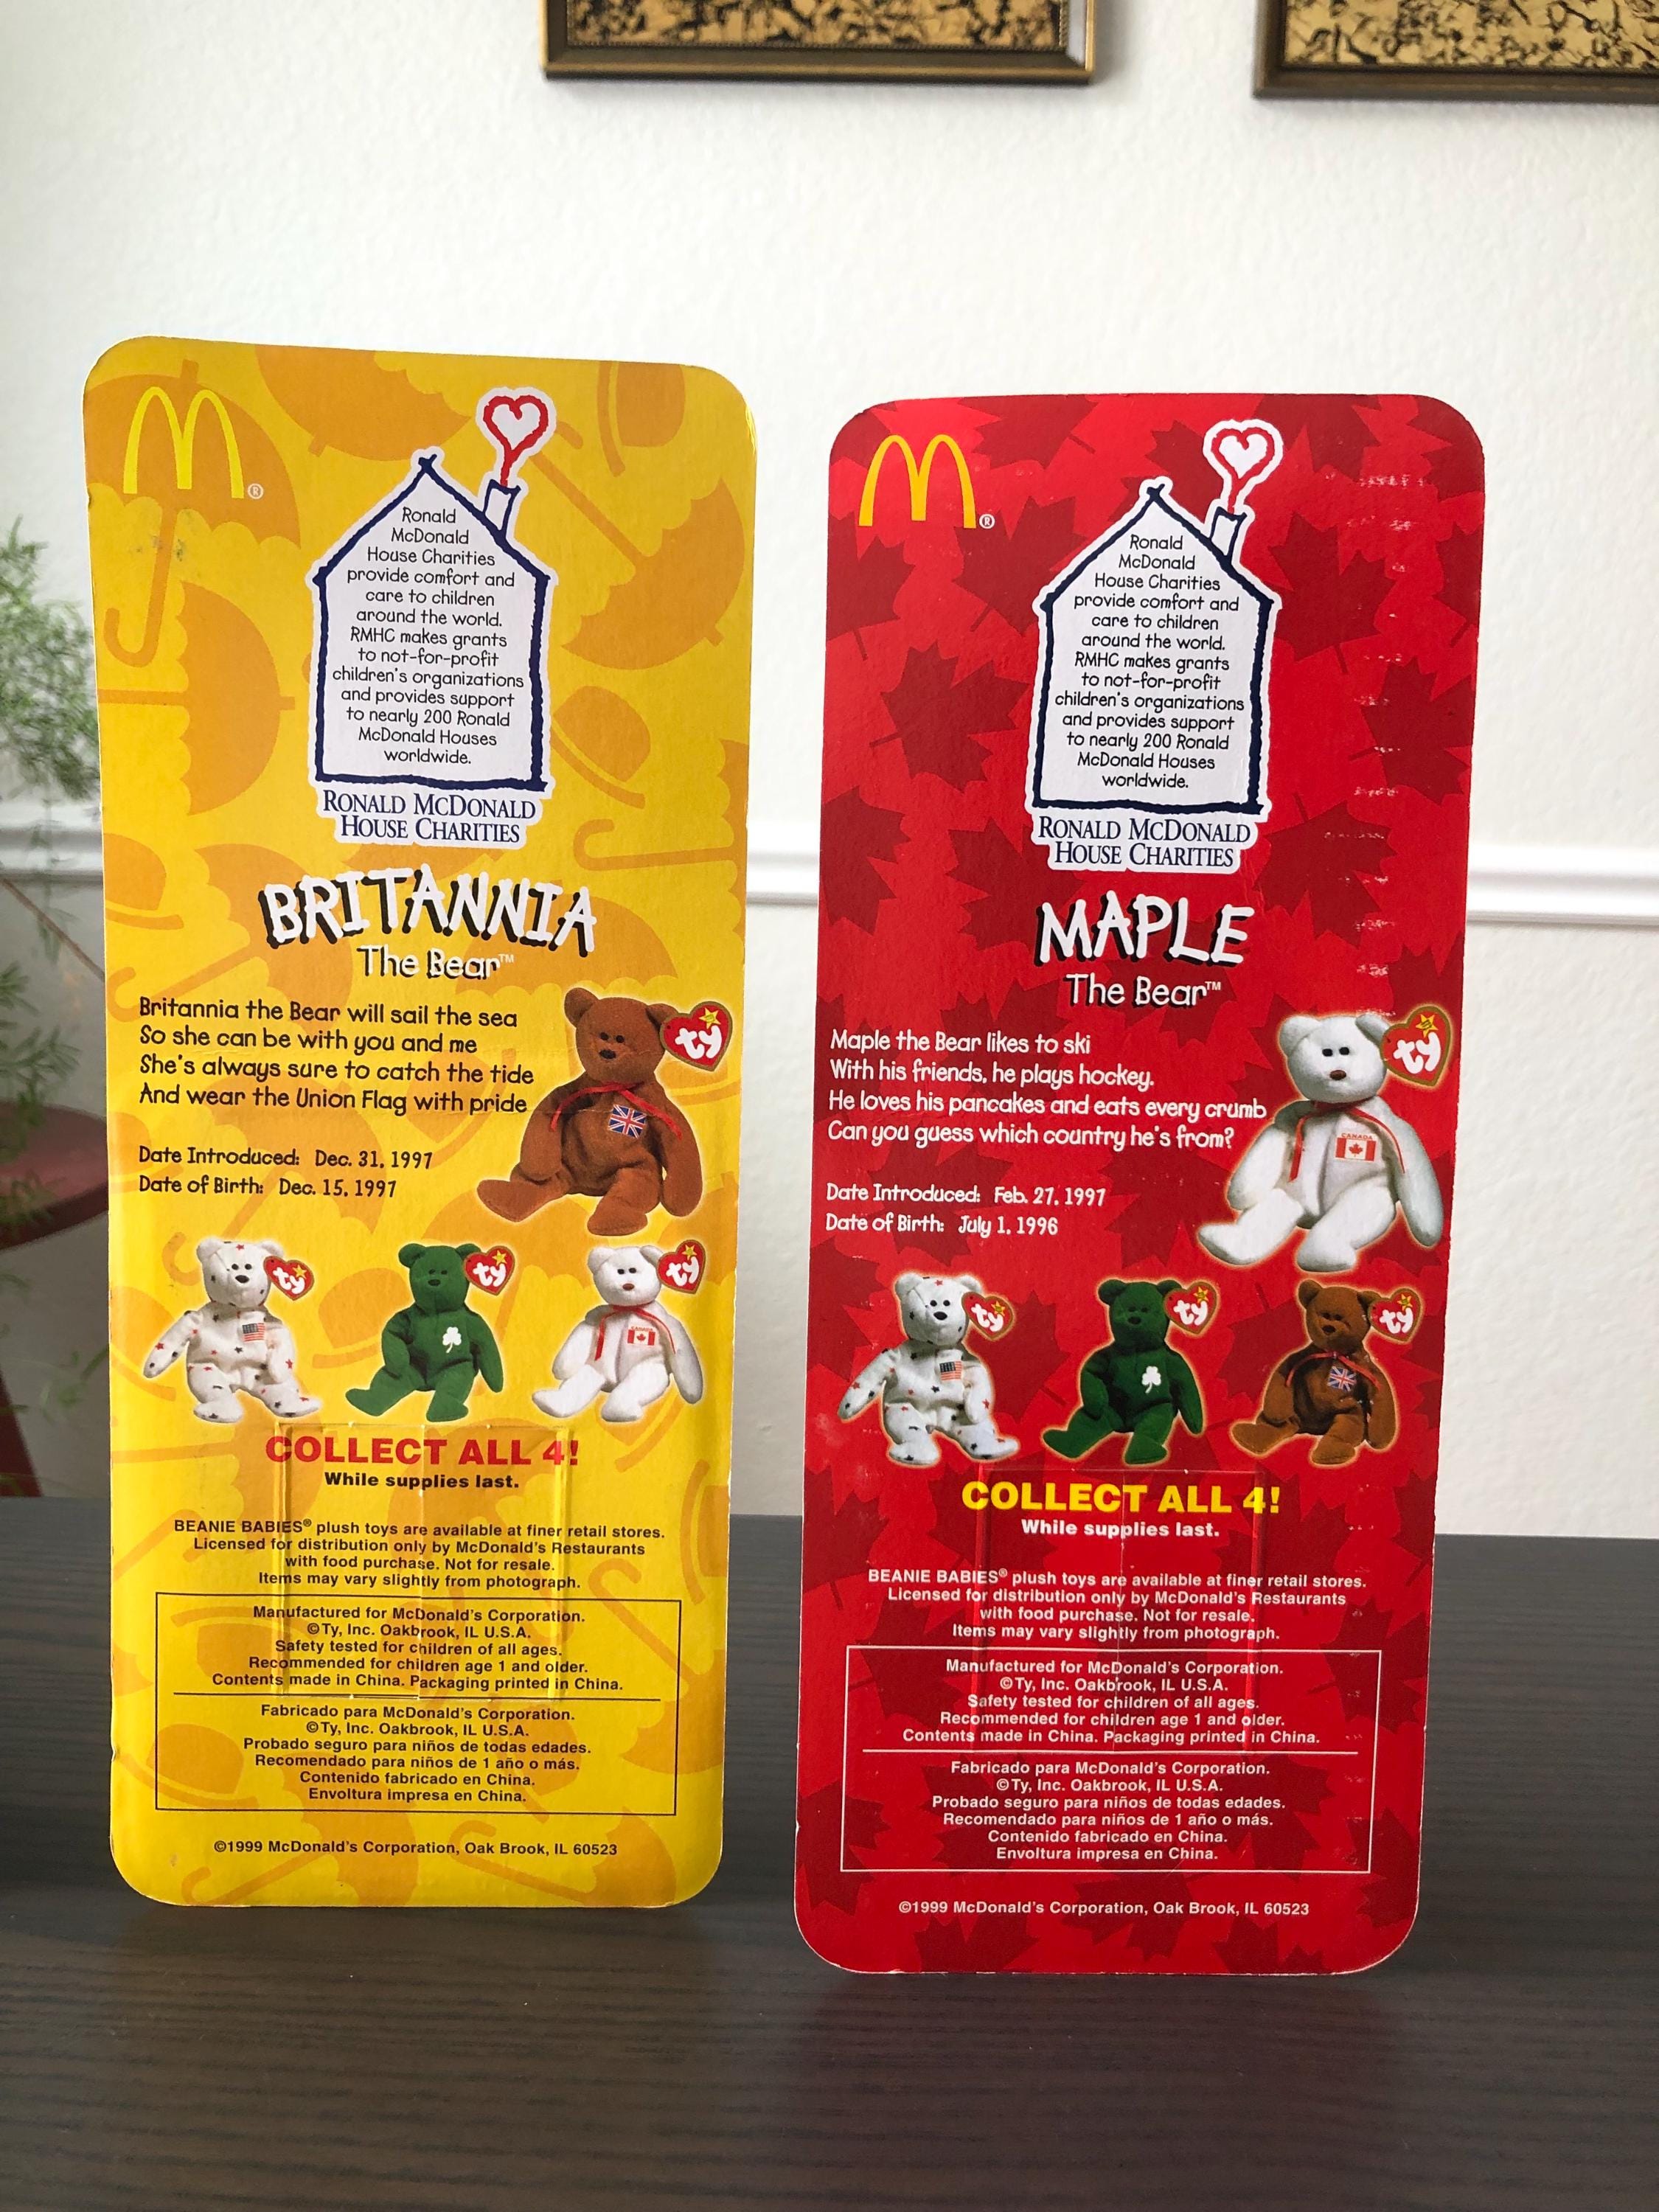 M®
Ronald
McDonald
House Charities
provide comfort and
care to children
around the world.
RMHC makes grants
to not-for-profit
children's organizations
and provides support
to nearly 200 Ronald
McDonald Houses
worldwide.
RONALD MCDONALD
HOUSE CHARITIES
BRITANNIA
The Bear™
Britannia the Bear will sail the sea
So she can be with you and me
She's always sure to catch the tide
And wear the Union Flag with pride
Date Introduced: Dec. 31, 1997
Date of Birth: Dec. 15, 1997
ty
ty
ty
ty
CANADA
COLLECT ALL 4!
While supplies last.
BEANIE BABIES® plush toys are available at finer retail stores.
Licensed for distribution only by McDonald's Restaurants
with food purchase. Not for resale.
Items may vary slightly from photograph.
Manufactured for McDonald's Corporation.
©Ty, Inc. Oakbrook, IL U.S.A.
Safety tested for children of all ages.
Recommended for children age 1 and older.
Contents made in China. Packaging printed in China.
Fabricado para McDonald's Corporation.
©Ty, Inc. Oakbrook, IL U.S.A.
Probado seguro para niños de todas edades.
Recomendado para niños de 1 año o más.
Contenido fabricado en China.
Envoltura impresa en China.
©1999 McDonald's Corporation, Oak Brook, IL 60523
M®
Ronald
McDonald
House Charities
provide comfort and
care to children
around the world.
RMHC makes grants
to not-for-profit
children's organizations
and provides support
to nearly 200 Ronald
McDonald Houses
worldwide.
RONALD MCDONALD
HOUSE CHARITIES
MAPLE
The Bear™
Maple the Bear likes to ski
With his friends, he plays hockey.
He loves his pancakes and eats every crumb
Can you guess which country he's from?
Date Introduced: Feb. 27, 1997
Date of Birth: July 1, 1996
ty
CANADA
ty
ty
ty
COLLECT ALL 4!
While supplies last.
BEANIE BABIES® plush toys are available at finer retail stores.
Licensed for distribution only by McDonald's Restaurants
with food purchase. Not for resale.
Items may vary slightly from photograph.
Manufactured for McDonald's Corporation.
©Ty, Inc. Oakbrook, IL U.S.A.
Safety tested for children of all ages.
Recommended for children age 1 and older.
Contents made in China. Packaging printed in China.
Fabricado para McDonald's Corporation.
©Ty, Inc. Oakbrook, IL U.S.A.
Probado seguro para niños de todas edades.
Recomendado para niños de 1 año o más.
Contenido fabricado en China.
Envoltura impresa en China.
©1999 McDonald's Corporation, Oak Brook, IL 60523